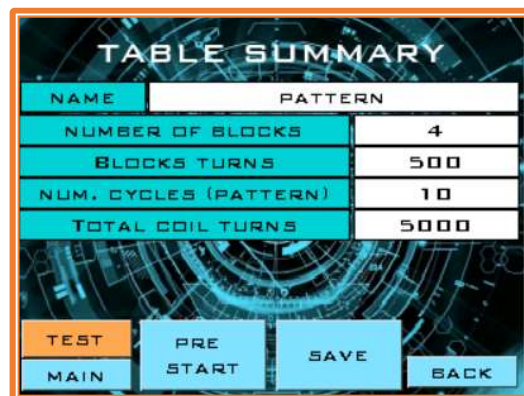 TABLE SUMMARY
NAME PATTERN
NUMBER OF BLOCKS 4
BLOCKS TURNS 500
NUM. CYCLES (PATTERN) 10
TOTAL COIL TURNS 5000
TEST
MAIN
PRE
START
SAVE
BACK